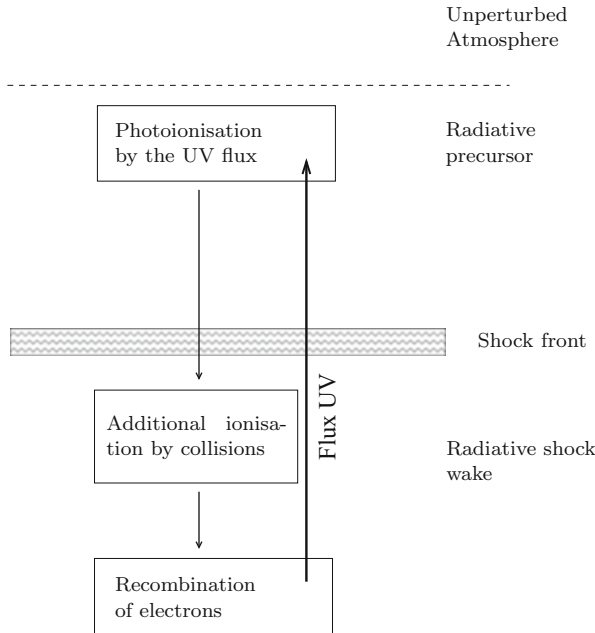 Unperturbed
Atmosphere
Photoionisation
by the UV flux
Radiative
precursor
Shock front
Additional ionisa-
tion by collisions
Flux UV
Radiative shock
wake
Recombination
of electrons